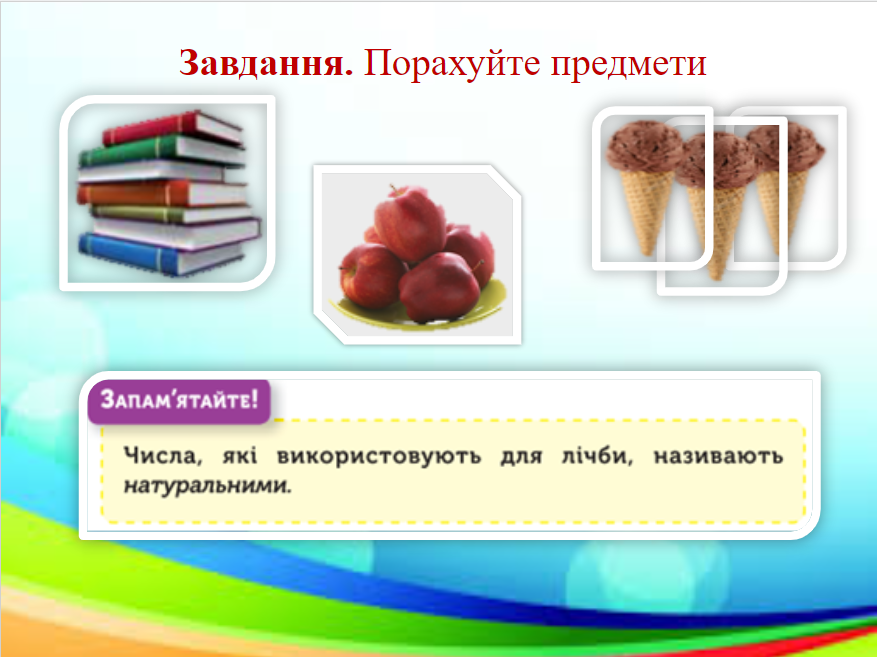 Завдання. Порахуйте предмети
Запам’ятайте!
Числа, які використовують для лічби, називають
натуральними.